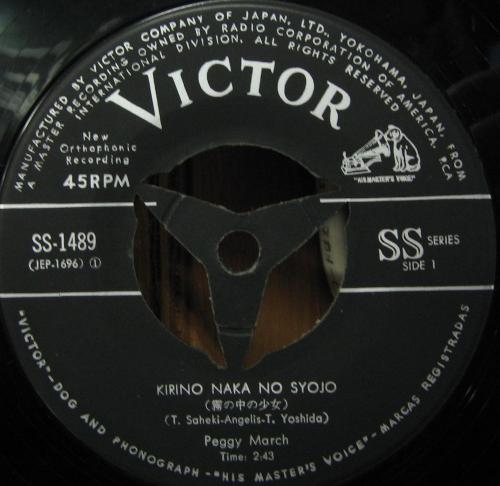 MANUFACTURED BY VICTOR COMPANY OF JAPAN, LTD., YOKOHAMA, JAPAN, FROM
A MASTER RECORDING OWNED BY RADIO CORPORATION OF AMERICA, RCA
INTERNATIONAL DIVISION, ALL RIGHTS RESERVED
VICTOR
New
Orthophonic
Recording
45RPM
"HIS MASTER'S VOICE"
SS-1489
(JEP-1696) ①
SS SERIES
SIDE 1
KIRINO NAKA NO SYOJO
(霧の中の少女)
(T. Saheki-Angelis-T. Yoshida)
Peggy March
Time: 2:43
"VICTOR"-DOG AND PHONOGRAPH-"HIS MASTER'S VOICE"-MARCAS REGISTRADAS